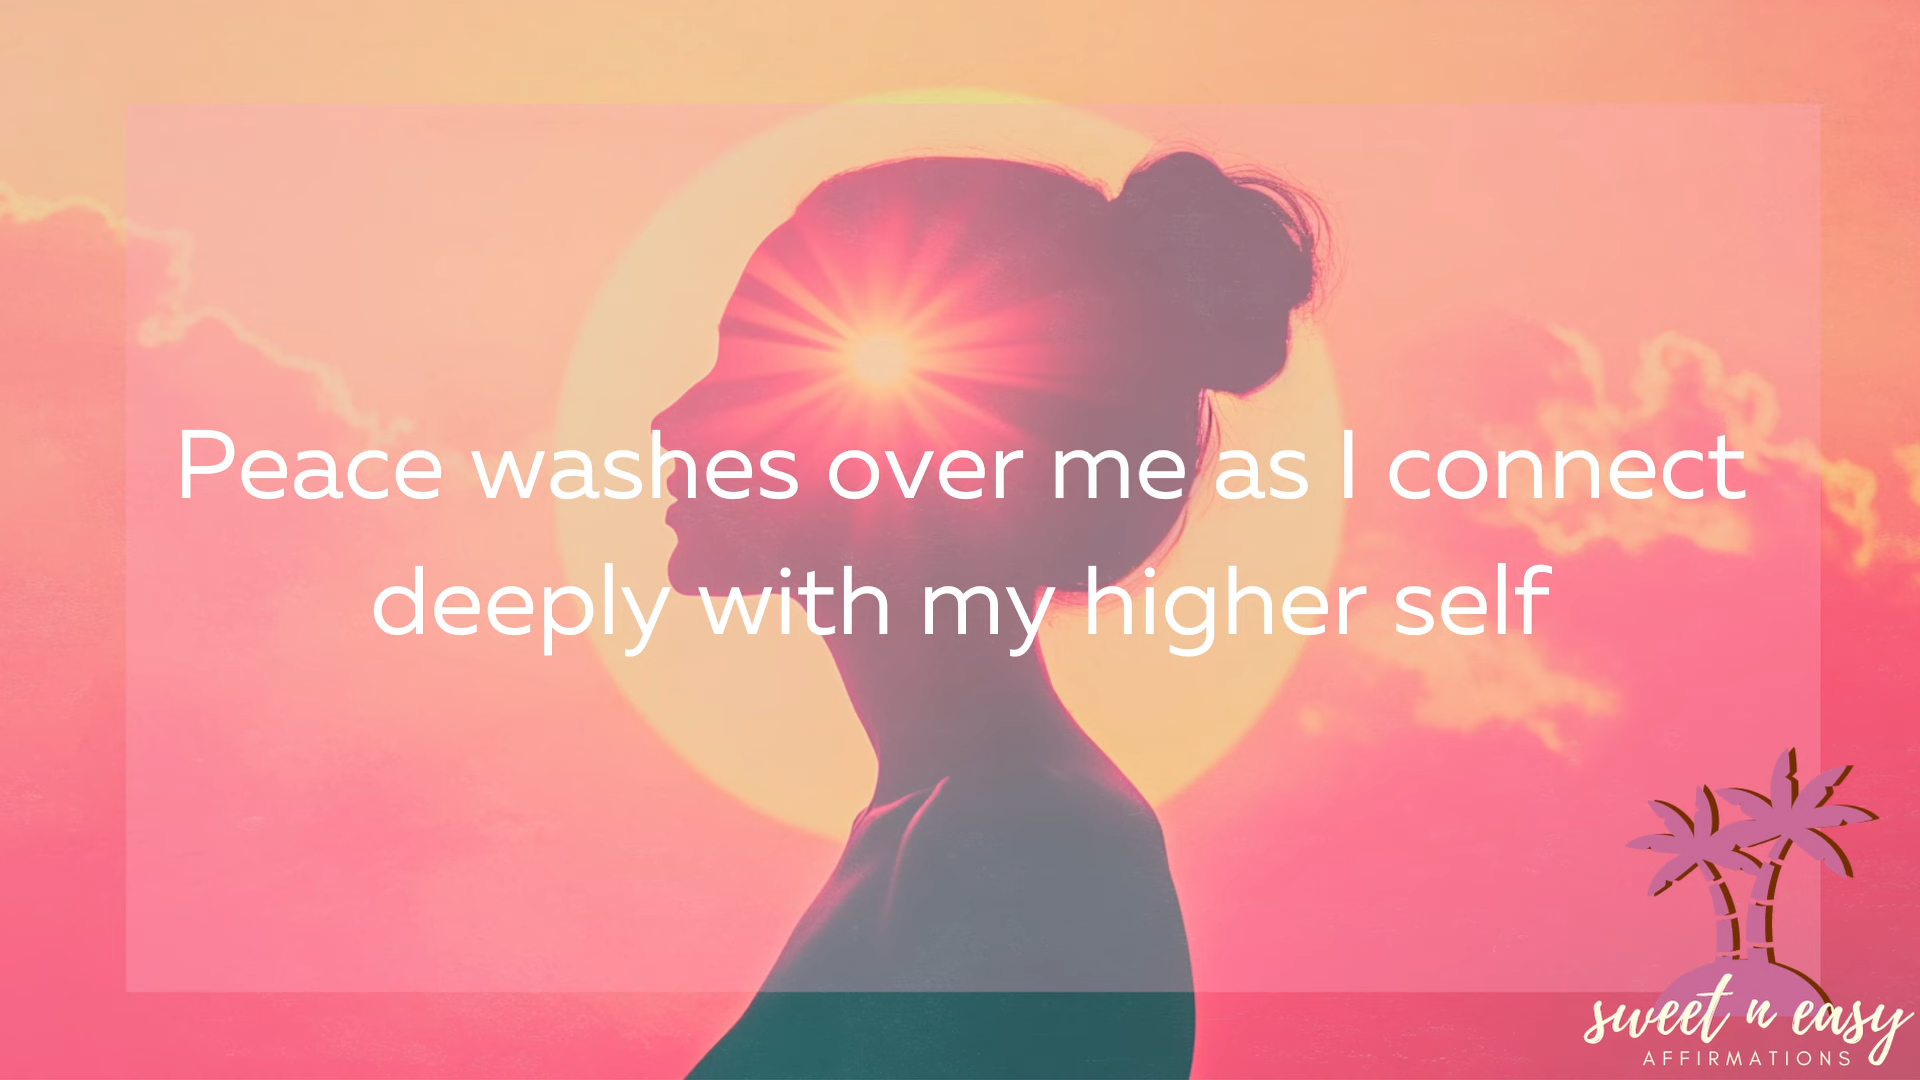 Peace washes over me as I connect
deeply with my higher self
sweet n easy
AFFIRMATIONS